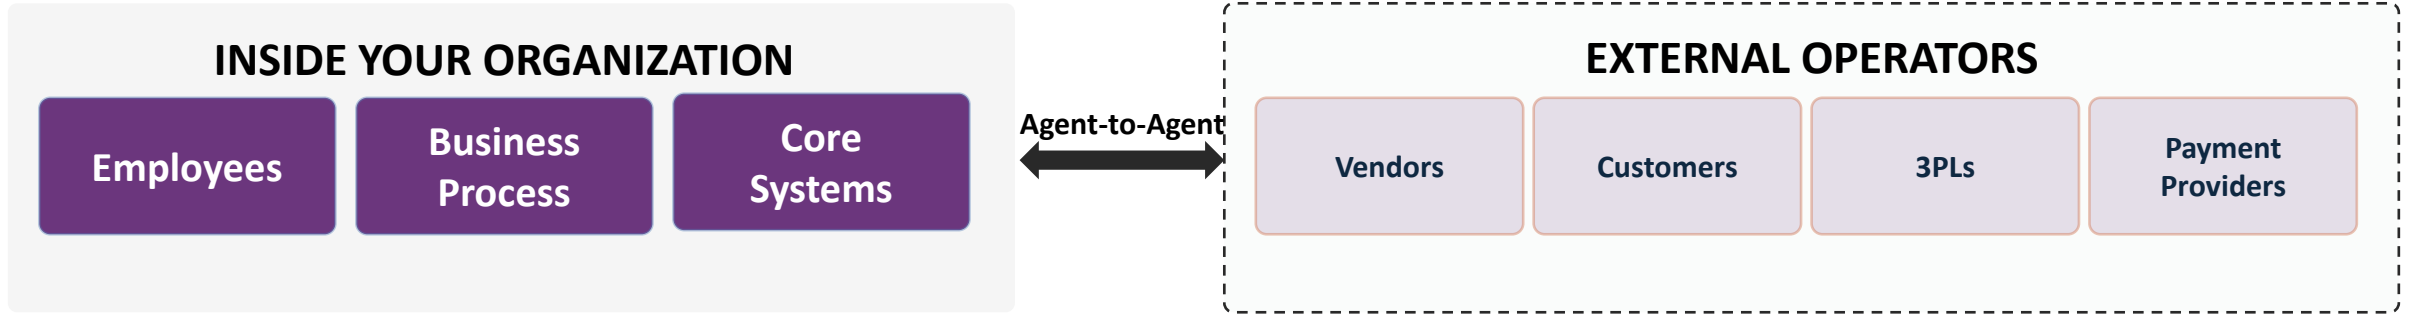 INSIDE YOUR ORGANIZATION
Employees
Business
Process
Core
Systems
Agent-to-Agent
EXTERNAL OPERATORS
Vendors
Customers
3PLs
Payment
Providers